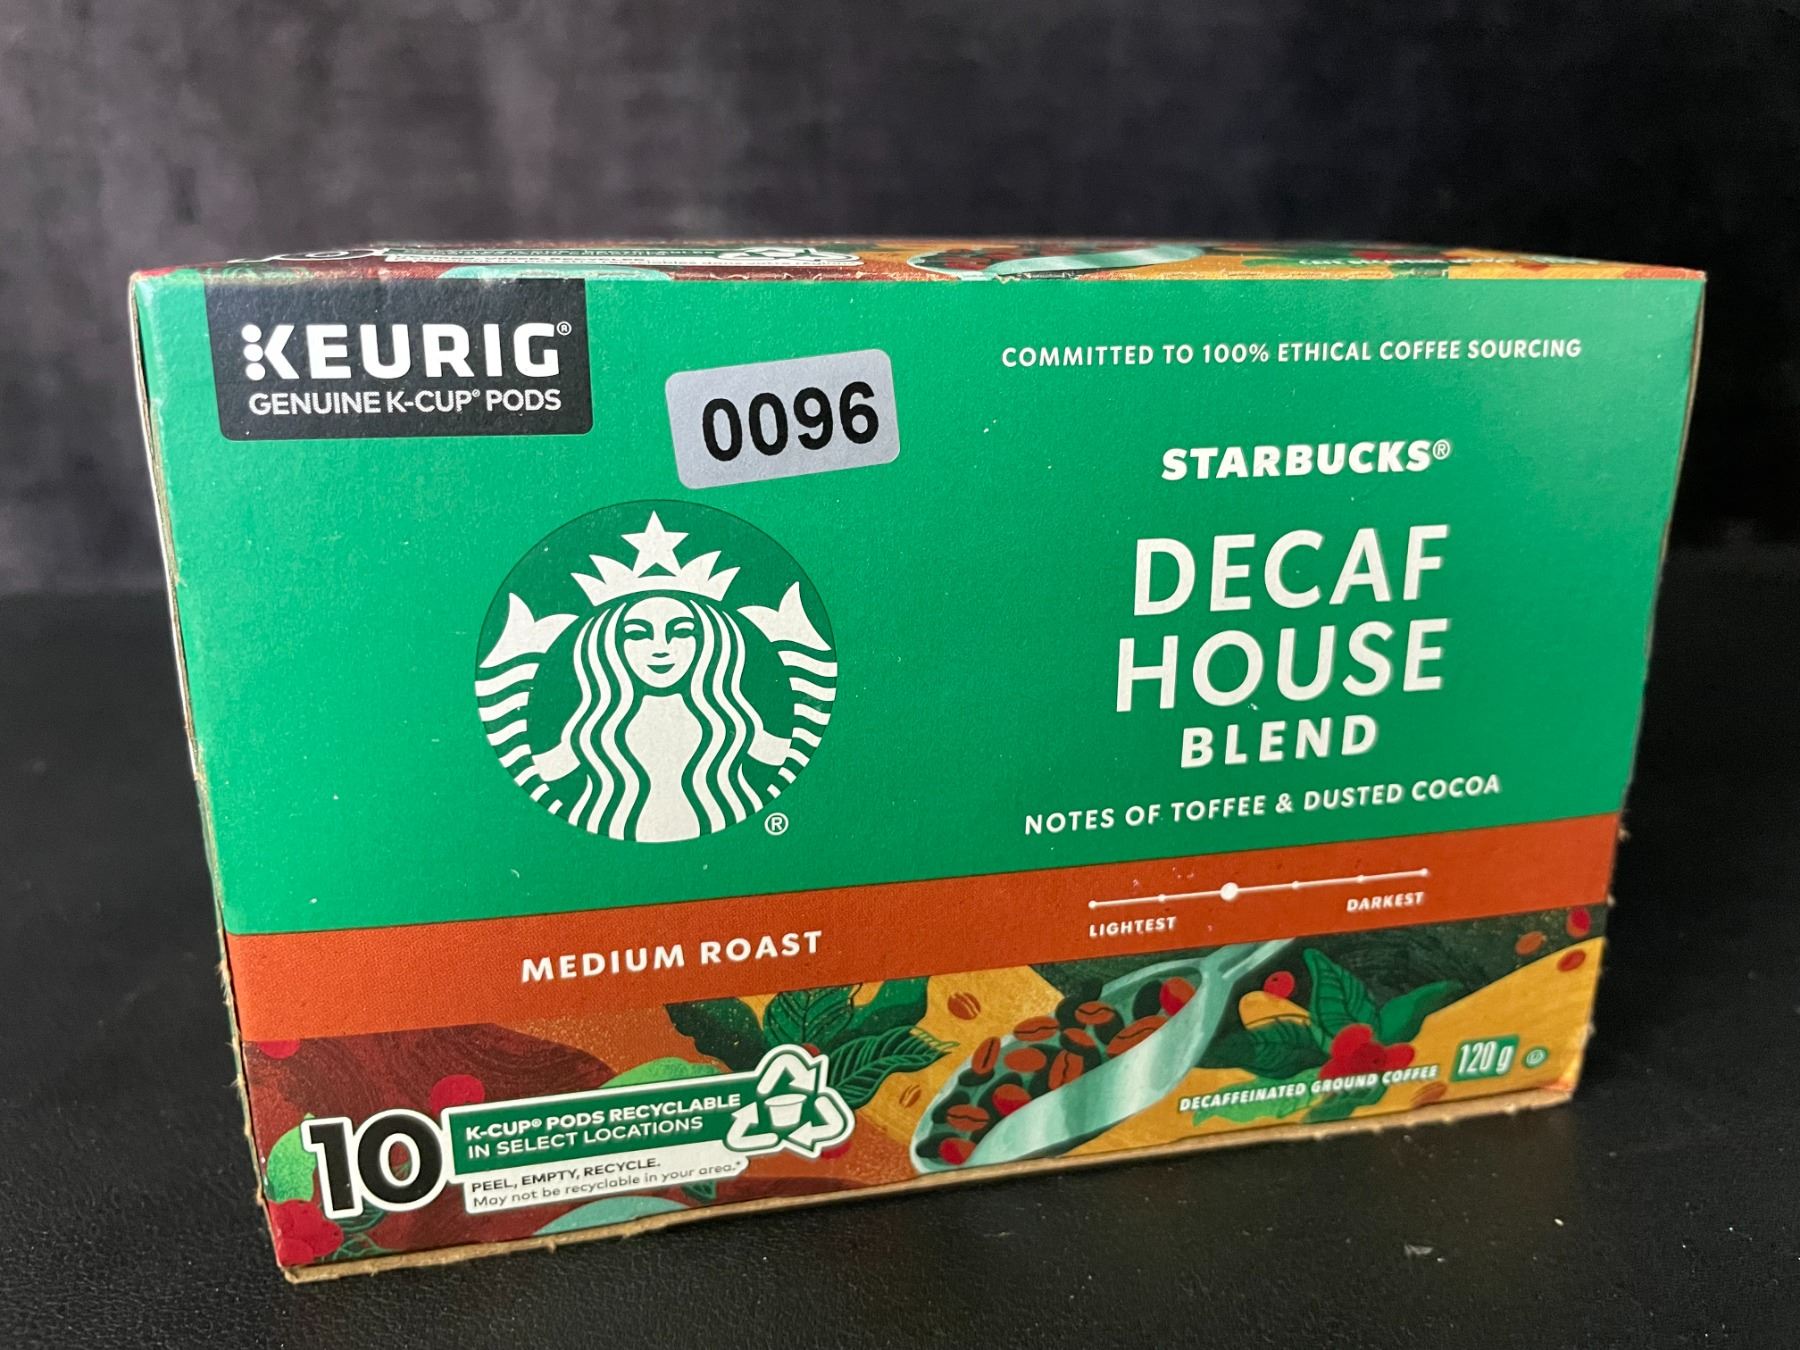 KEURIG®
GENUINE K-CUP® PODS
0096
COMMITTED TO 100% ETHICAL COFFEE SOURCING
STARBUCKS®
DECAF
HOUSE
BLEND
NOTES OF TOFFEE & DUSTED COCOA
®
MEDIUM ROAST
LIGHTEST
DARKEST
10
K-CUP® PODS RECYCLABLE
IN SELECT LOCATIONS
PEEL, EMPTY, RECYCLE.
May not be recyclable in your area.*
DECAFFEINATED GROUND COFFEE
120 g